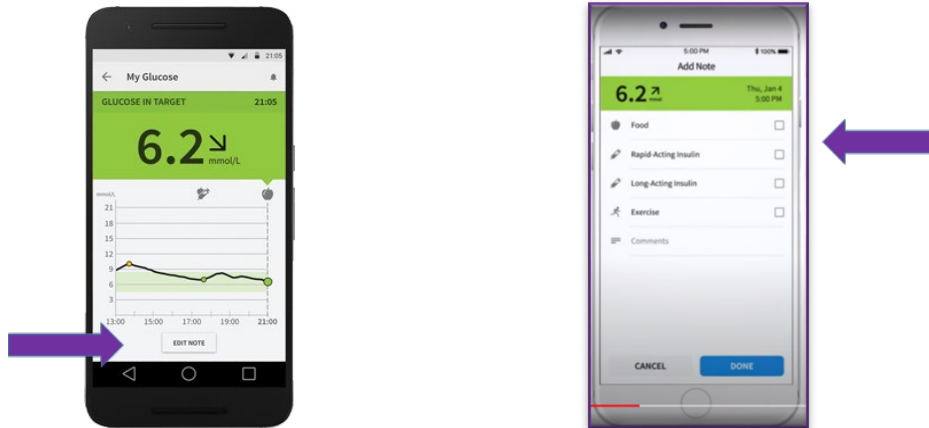 21:05
My Glucose
GLUCOSE IN TARGET 21:05
6.2
mmol/L
mmol/L
21
18
15
12
9
6
3
13:00 15:00 17:00 19:00 21:00
EDIT NOTE
5:00 PM 100%
Add Note
6.2 Thu, Jan 4
mmol 5:00 PM
Food
Rapid-Acting Insulin
Long-Acting Insulin
Exercise
Comments
CANCEL DONE